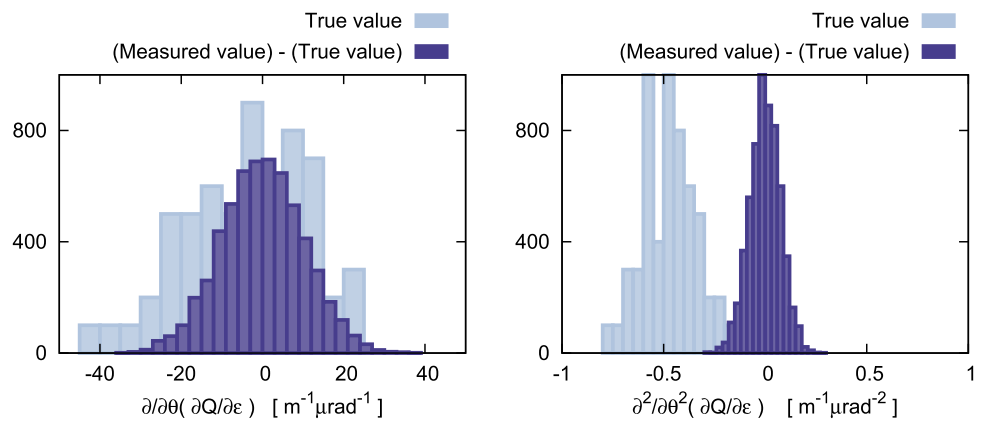 True value
(Measured value) - (True value)
800
400
0
-40 -20 0 20 40
∂/∂θ( ∂Q/∂ε ) [ m⁻¹μrad⁻¹ ]
True value
(Measured value) - (True value)
800
400
0
-1 -0.5 0 0.5 1
∂²/∂θ²( ∂Q/∂ε ) [ m⁻¹μrad⁻² ]